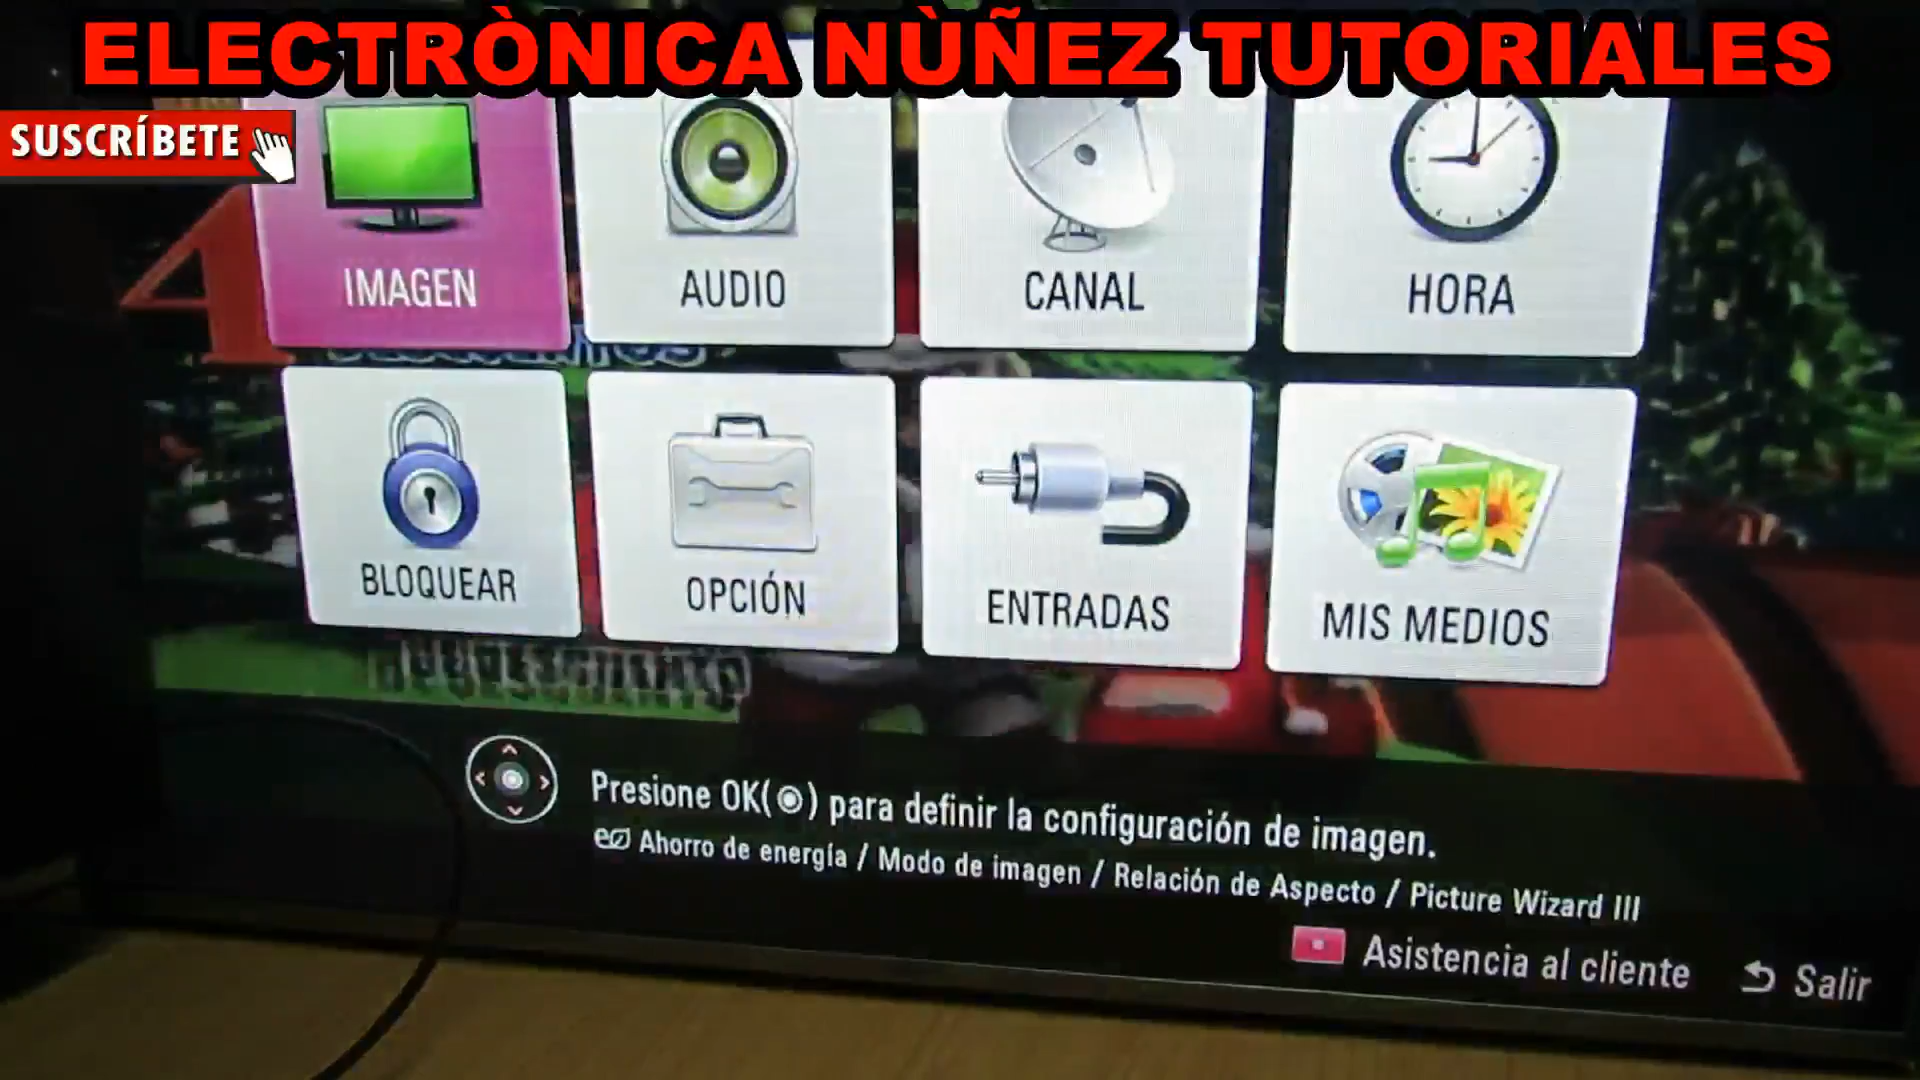 ELECTRÒNICA NÙÑEZ TUTORIALES
SUSCRÍBETE
IMAGEN
AUDIO
CANAL
HORA
BLOQUEAR
OPCIÓN
ENTRADAS
MIS MEDIOS
Presione OK(◉) para definir la configuración de imagen.
Ahorro de energía / Modo de imagen / Relación de Aspecto / Picture Wizard III
Asistencia al cliente
Salir